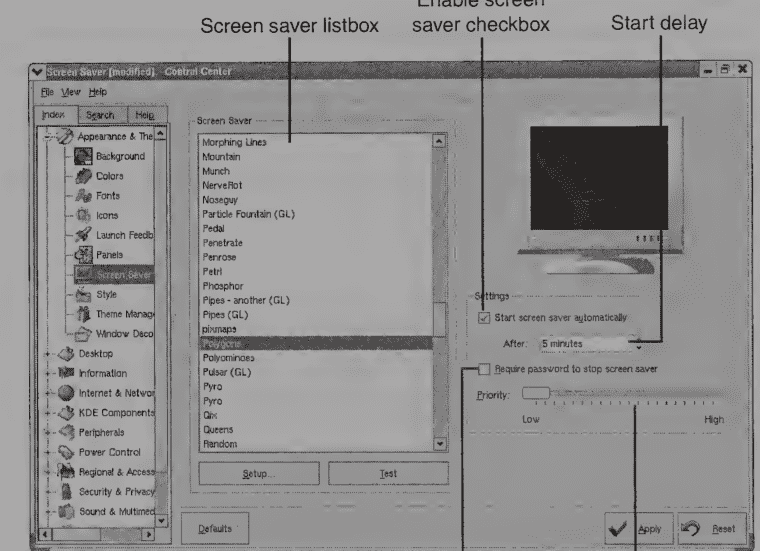 Enable screen
Screen saver listbox
saver checkbox
Start delay
Screen Saver [modified] - Control Center
File View Help
Index Search Help
Appearance & The
Background
Colors
Fonts
Icons
Launch Feedb
Panels
Screen Saver
Style
Theme Manag
Window Deco
Desktop
Information
Internet & Networ
KDE Components
Peripherals
Power Control
Regional & Access
Security & Privacy
Sound & Multimed
Screen Saver
Morphing Lines
Mountain
Munch
NerveRot
Noseguy
Particle Fountain (GL)
Pedal
Penetrate
Penrose
Petri
Phosphor
Pipes - another (GL)
Pipes (GL)
pixmaps
Polygons
Polyominoes
Pulsar (GL)
Pyro
Pyro
Qix
Queens
Random
Setup...
Test
Settings
Start screen saver automatically
After: 5 minutes
Require password to stop screen saver
Priority:
Low High
Defaults
Apply
Reset